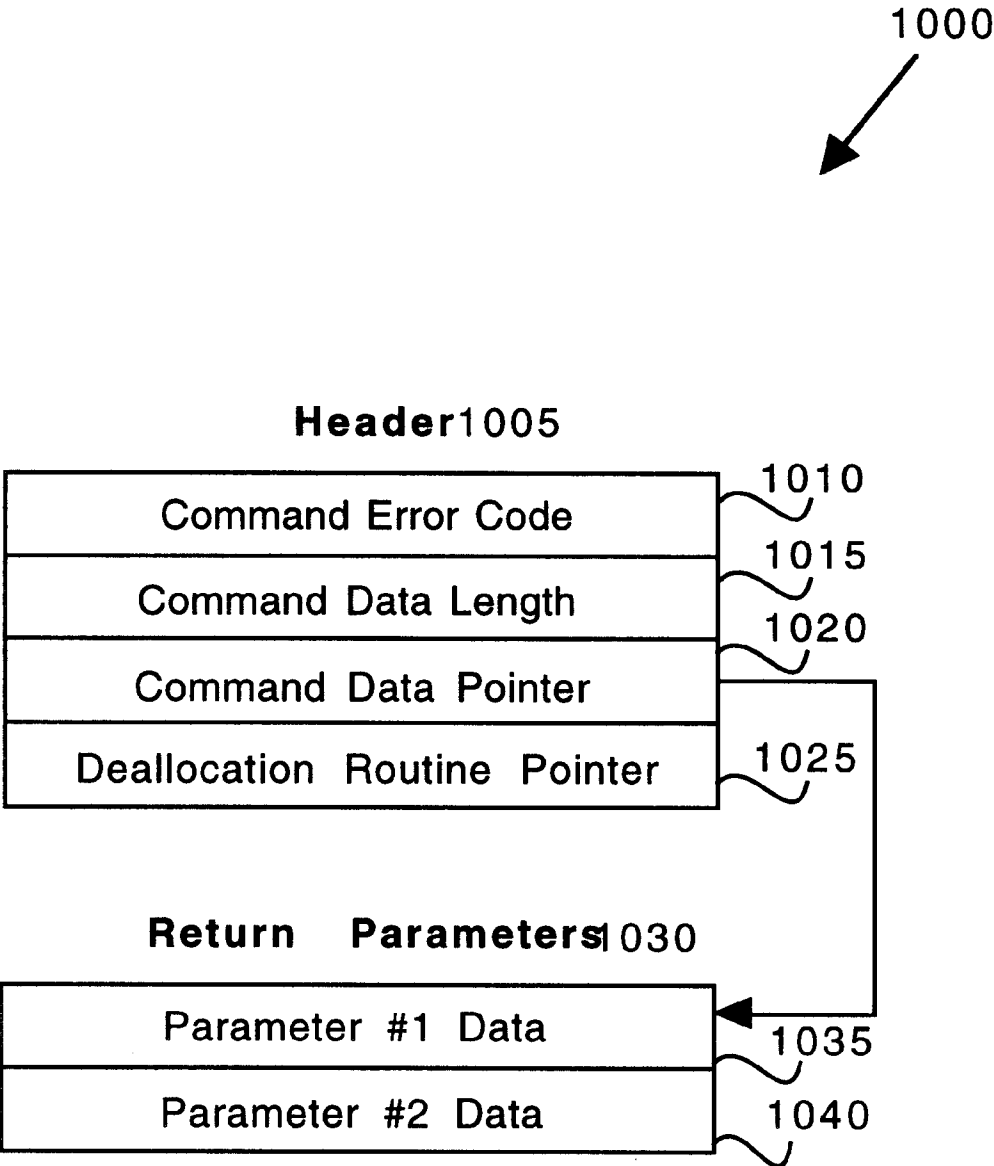 1000
Header1005
Command Error Code
1010
Command Data Length
1015
Command Data Pointer
1020
Deallocation Routine Pointer
1025
Return Parameters1030
Parameter #1 Data
1035
Parameter #2 Data
1040